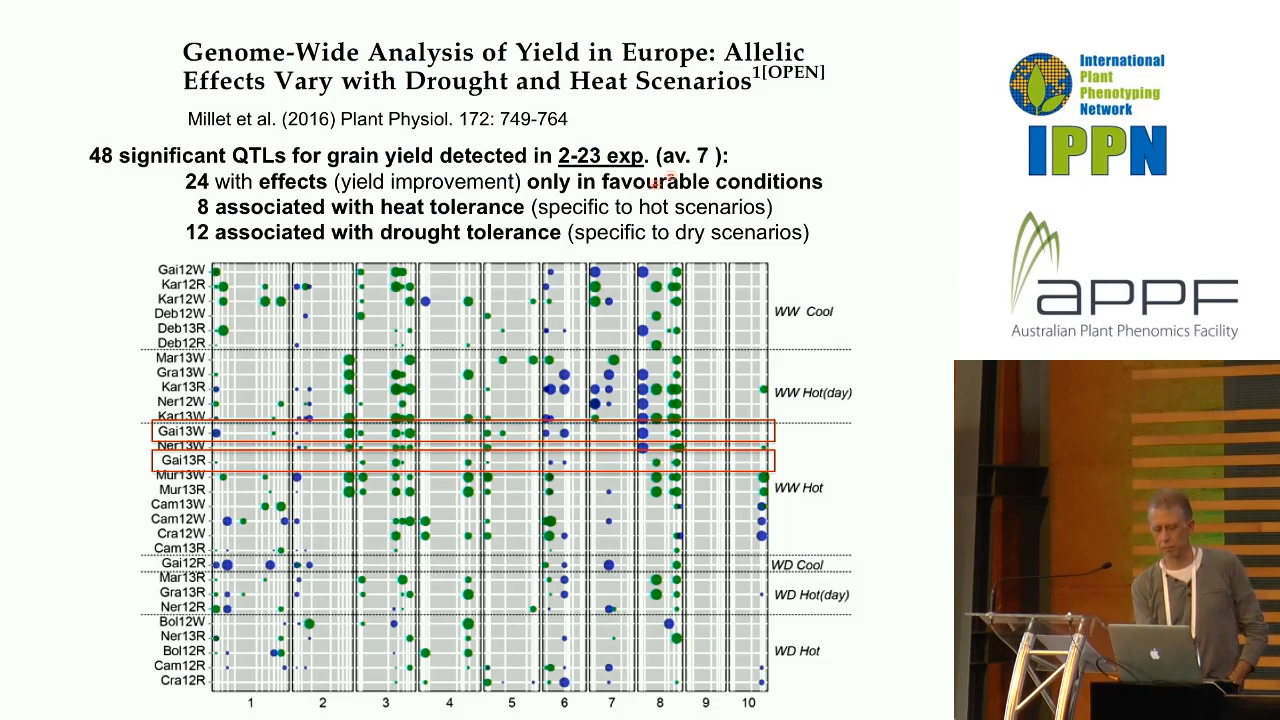 Genome-Wide Analysis of Yield in Europe: Allelic
Effects Vary with Drought and Heat Scenarios1[OPEN]
Millet et al. (2016) Plant Physiol. 172: 749-764
48 significant QTLs for grain yield detected in 2-23 exp. (av. 7 ):
24 with effects (yield improvement) only in favourable conditions
8 associated with heat tolerance (specific to hot scenarios)
12 associated with drought tolerance (specific to dry scenarios)
Gai12W
Kar12R
Kar12W
Deb12W
Deb13R
Deb12R
WW Cool
Mar13W
Gra13W
Kar13R
Ner12W
Kar13W
WW Hot(day)
Gai13W
Ner13W
Gai13R
Mur13W
Mur13R
Cam13W
Cam12W
Cra12W
Cam13R
WW Hot
Gai12R
WD Cool
Mar13R
Gra13R
Ner12R
WD Hot(day)
Bol12W
Ner13R
Bol12R
Cam12R
Cra12R
WD Hot
1 2 3 4 5 6 7 8 9 10
International
Plant
Phenotyping
Network
IPPN
APPF
Australian Plant Phenomics Facility